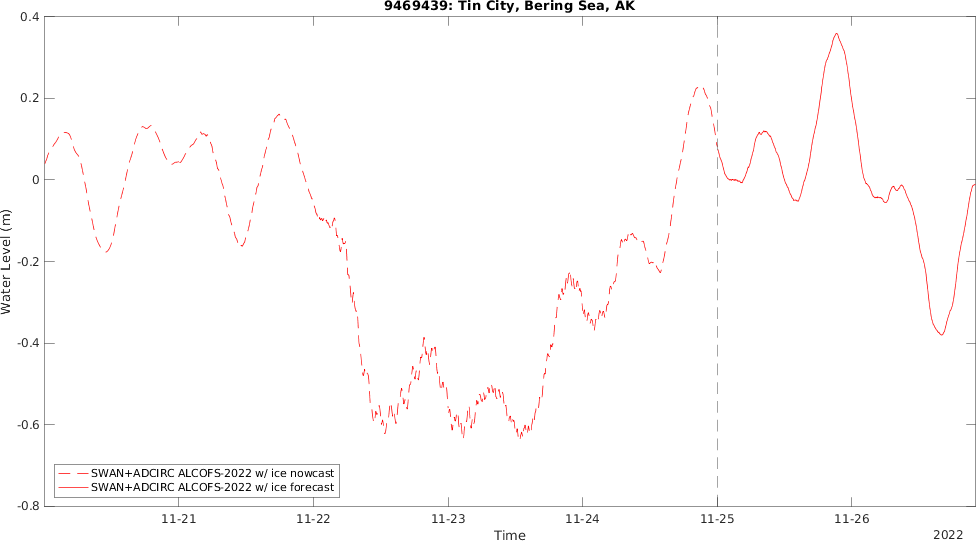 9469439: Tin City, Bering Sea, AK
0.4
0.2
0
-0.2
-0.4
-0.6
-0.8
Water Level (m)
SWAN+ADCIRC ALCOFS-2022 w/ ice nowcast
SWAN+ADCIRC ALCOFS-2022 w/ ice forecast
11-21 11-22 11-23 11-24 11-25 11-26
Time
2022